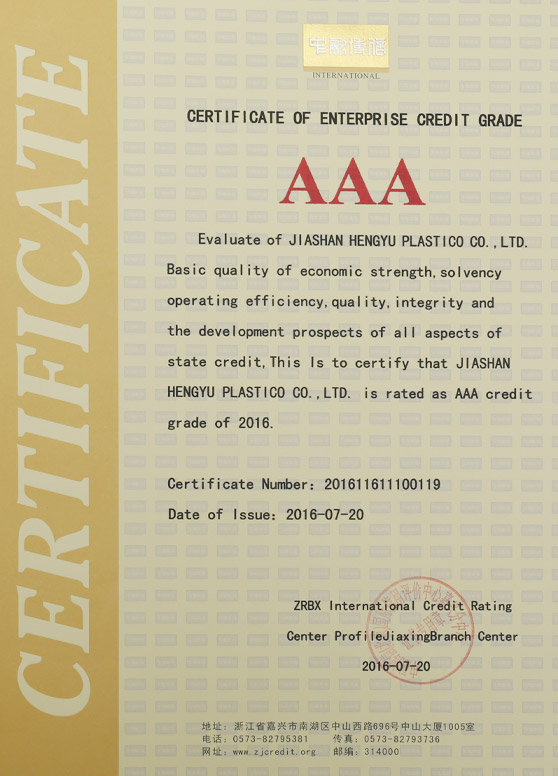 INTERNATIONAL
CERTIFICATE OF ENTERPRISE CREDIT GRADE
AAA
CERTIFICATE
Evaluate of JIASHAN HENGYU PLASTICO CO.,LTD.
Basic quality of economic strength,solvency
operating efficiency,quality,integrity and
the development prospects of all aspects of
state credit,This Is to certify that JIASHAN
HENGYU PLASTICO CO.,LTD. is rated as AAA credit
grade of 2016.
Certificate Number：201611611100119
Date of Issue：2016-07-20
ZRBX International Credit Rating
Center ProfileJiaxingBranch Center
2016-07-20
地址：浙江省嘉兴市南湖区中山西路696号中山大厦1005室
电话：0573-82795381 传真：0573-82793736
网址：www.zjcredit.org 邮编：314000